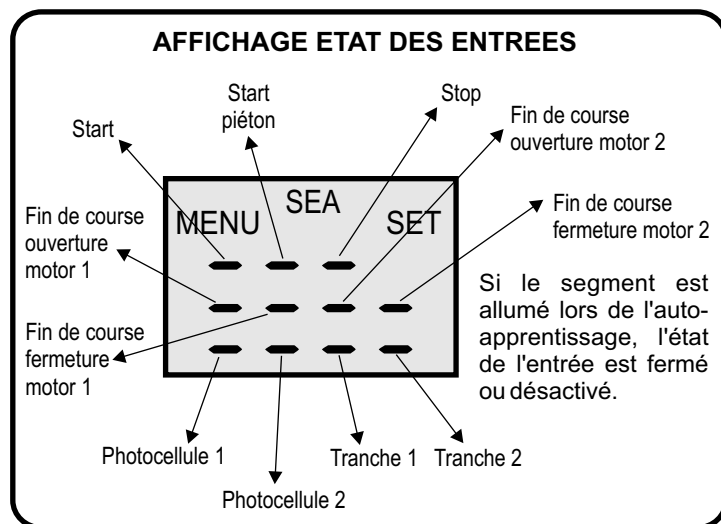 AFFICHAGE ETAT DES ENTREES
Start
Start
piéton
Stop
Fin de course
ouverture motor 2
Fin de course
ouverture
motor 1
MENU
SEA
SET
Fin de course
fermeture motor 2
Fin de course
fermeture
motor 1
Si le segment est
allumé lors de l'auto-
apprentissage, l'état
de l'entrée est fermé
ou désactivé.
Photocellule 1
Photocellule 2
Tranche 1
Tranche 2